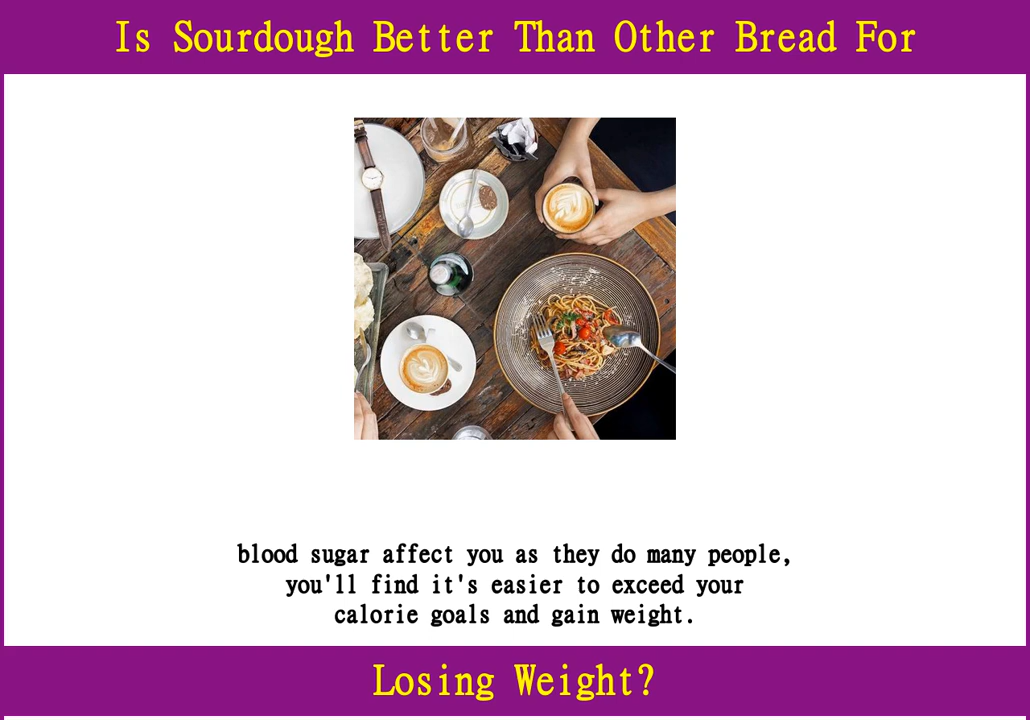 Is Sourdough Better Than Other Bread For
blood sugar affect you as they do many people,
you'll find it's easier to exceed your
calorie goals and gain weight.
Losing Weight?